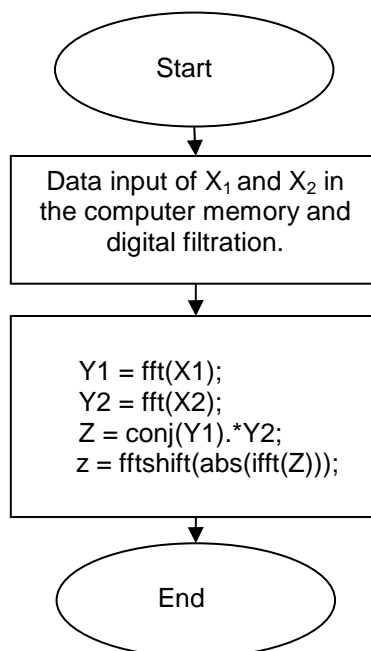 Start
Data input of X₁ and X₂ in
the computer memory and
digital filtration.
Y1 = fft(X1);
Y2 = fft(X2);
Z = conj(Y1).*Y2;
z = fftshift(abs(ifft(Z)));
End